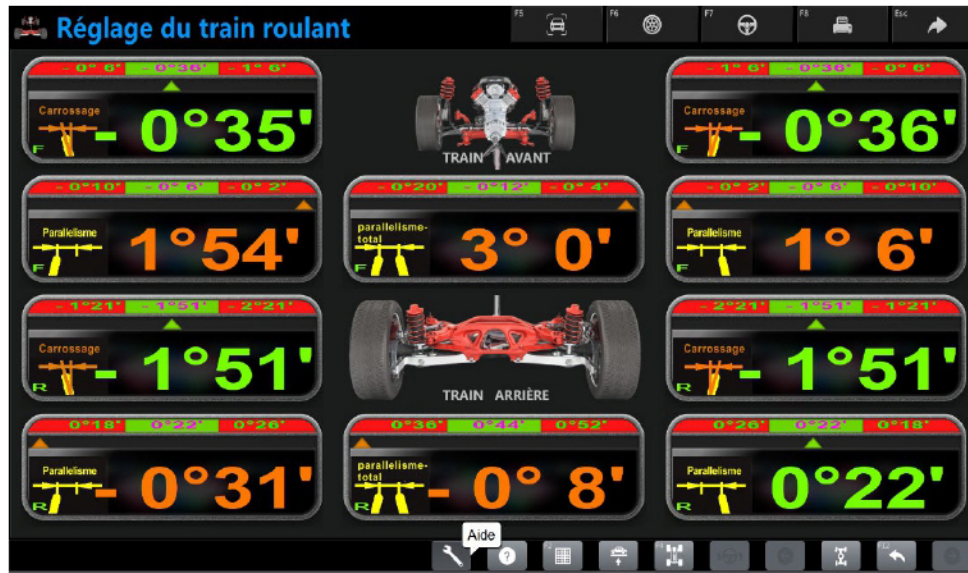 Réglage du train roulant
F5 F6 F7 F8 Esc
- 0° 6' - 0°36' - 1° 6'
Carrossage
- 0°35'
F
TRAIN AVANT
- 1° 6' - 0°36' - 0° 6'
Carrossage
- 0°36'
F
- 0°10' - 0° 6' - 0° 2'
Parallelisme
1°54'
F
- 0°20' - 0°12' - 0° 4'
parallelisme-
total
3° 0'
F
- 0° 2' - 0° 6' - 0°10'
Parallelisme
1° 6'
F
- 1°21' - 1°51' - 2°21'
Carrossage
- 1°51'
R
TRAIN ARRIÈRE
- 2°21' - 1°51' - 1°21'
Carrossage
- 1°51'
R
0°18' 0°22' 0°26'
Parallelisme
- 0°31'
R
0°36' 0°44' 0°52'
parallelisme-
total
- 0° 8'
R
0°26' 0°22' 0°18'
Parallelisme
0°22'
R
Aide
?